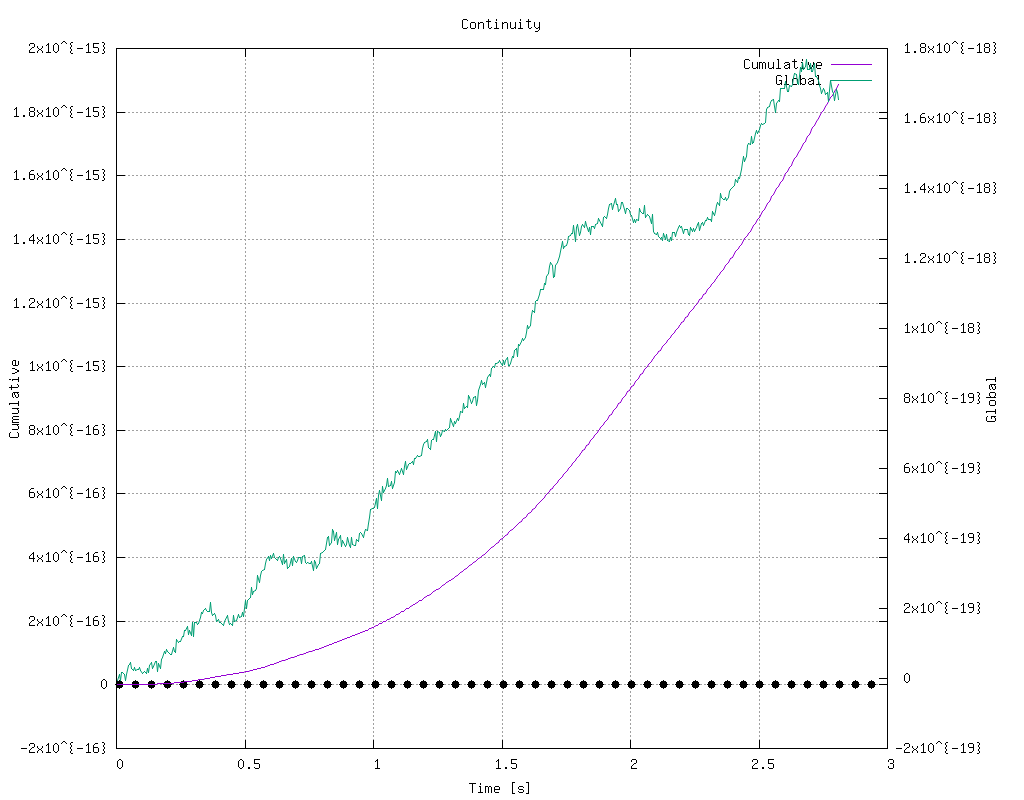 Continuity
2x10^{-15}
1.8x10^{-15}
1.6x10^{-15}
1.4x10^{-15}
1.2x10^{-15}
1x10^{-15}
8x10^{-16}
6x10^{-16}
4x10^{-16}
2x10^{-16}
0
-2x10^{-16}
Cumulative
Cumulative
Global
1.8x10^{-18}
1.6x10^{-18}
1.4x10^{-18}
1.2x10^{-18}
1x10^{-18}
8x10^{-19}
6x10^{-19}
4x10^{-19}
2x10^{-19}
0
-2x10^{-19}
Global
0 0.5 1 1.5 2 2.5 3
Time [s]